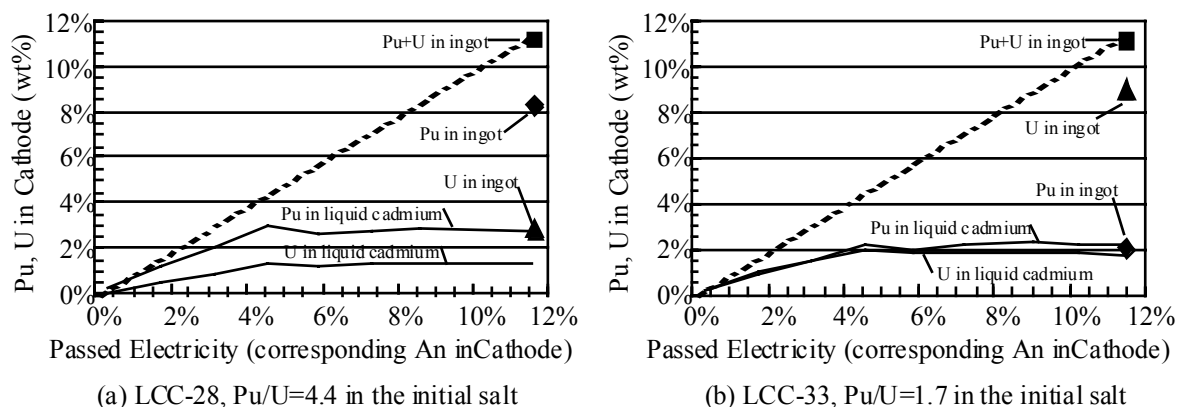 Pu, U in Cathode (wt%)
12%
10%
8%
6%
4%
2%
0%
Pu+U in ingot
Pu in ingot
U in ingot
Pu in liquid cadmium
U in liquid cadmium
0% 2% 4% 6% 8% 10% 12%
Passed Electricity (corresponding An inCathode)
(a) LCC-28, Pu/U=4.4 in the initial salt
Pu, U in Cathode (wt%)
12%
10%
8%
6%
4%
2%
0%
Pu+U in ingot
U in ingot
Pu in ingot
Pu in liquid cadmium
U in liquid cadmium
0% 2% 4% 6% 8% 10% 12%
Passed Electricity (corresponding An inCathode)
(b) LCC-33, Pu/U=1.7 in the initial salt